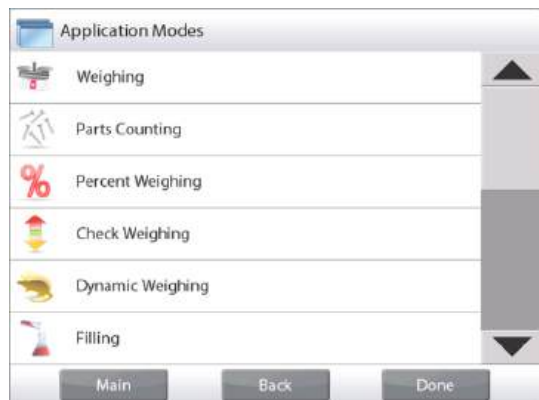 Application Modes
Weighing
Parts Counting
Percent Weighing
Check Weighing
Dynamic Weighing
Filling
Main Back Done